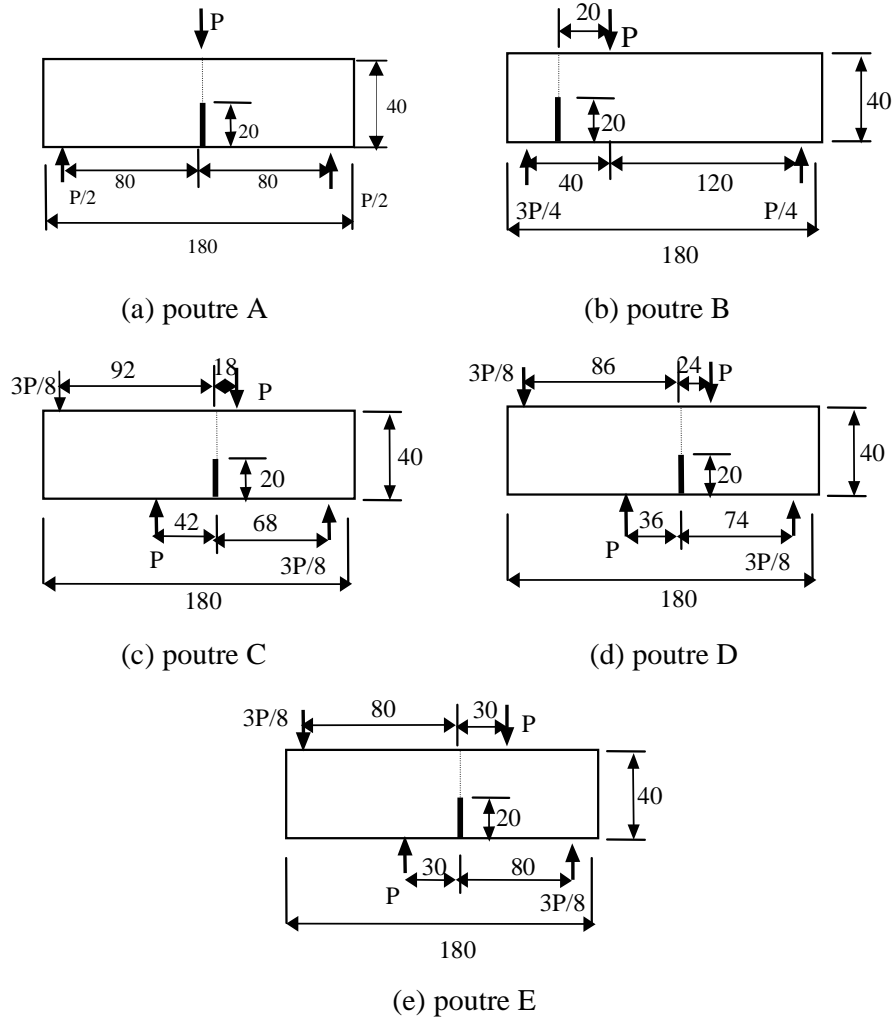 P
40
20
80 80
P/2 P/2
180
(a) poutre A
20
P
40
20
40 120
3P/4 P/4
180
(b) poutre B
92 18
3P/8 P
40
20
42 68
P 3P/8
180
(c) poutre C
86 24
3P/8 P
40
20
36 74
P 3P/8
180
(d) poutre D
80 30
3P/8 P
40
20
30 80
P 3P/8
180
(e) poutre E